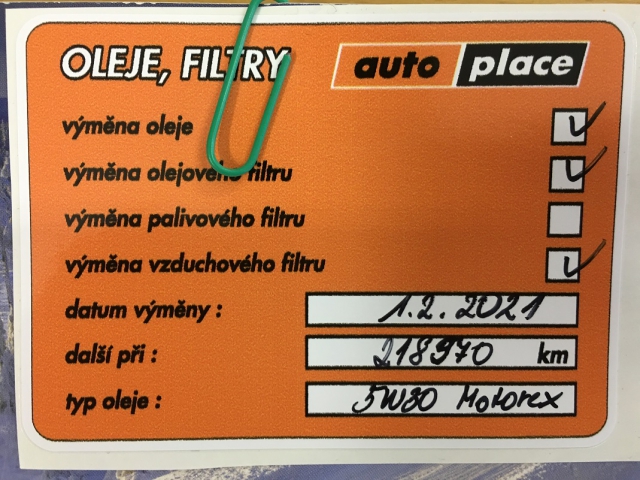 OLEJE, FILTRY auto place
výměna oleje
výměna olejového filtru
výměna palivového filtru
výměna vzduchového filtru
datum výměny : 1.2.2021
další při : 218970 km
typ oleje : 5W30 Motorex